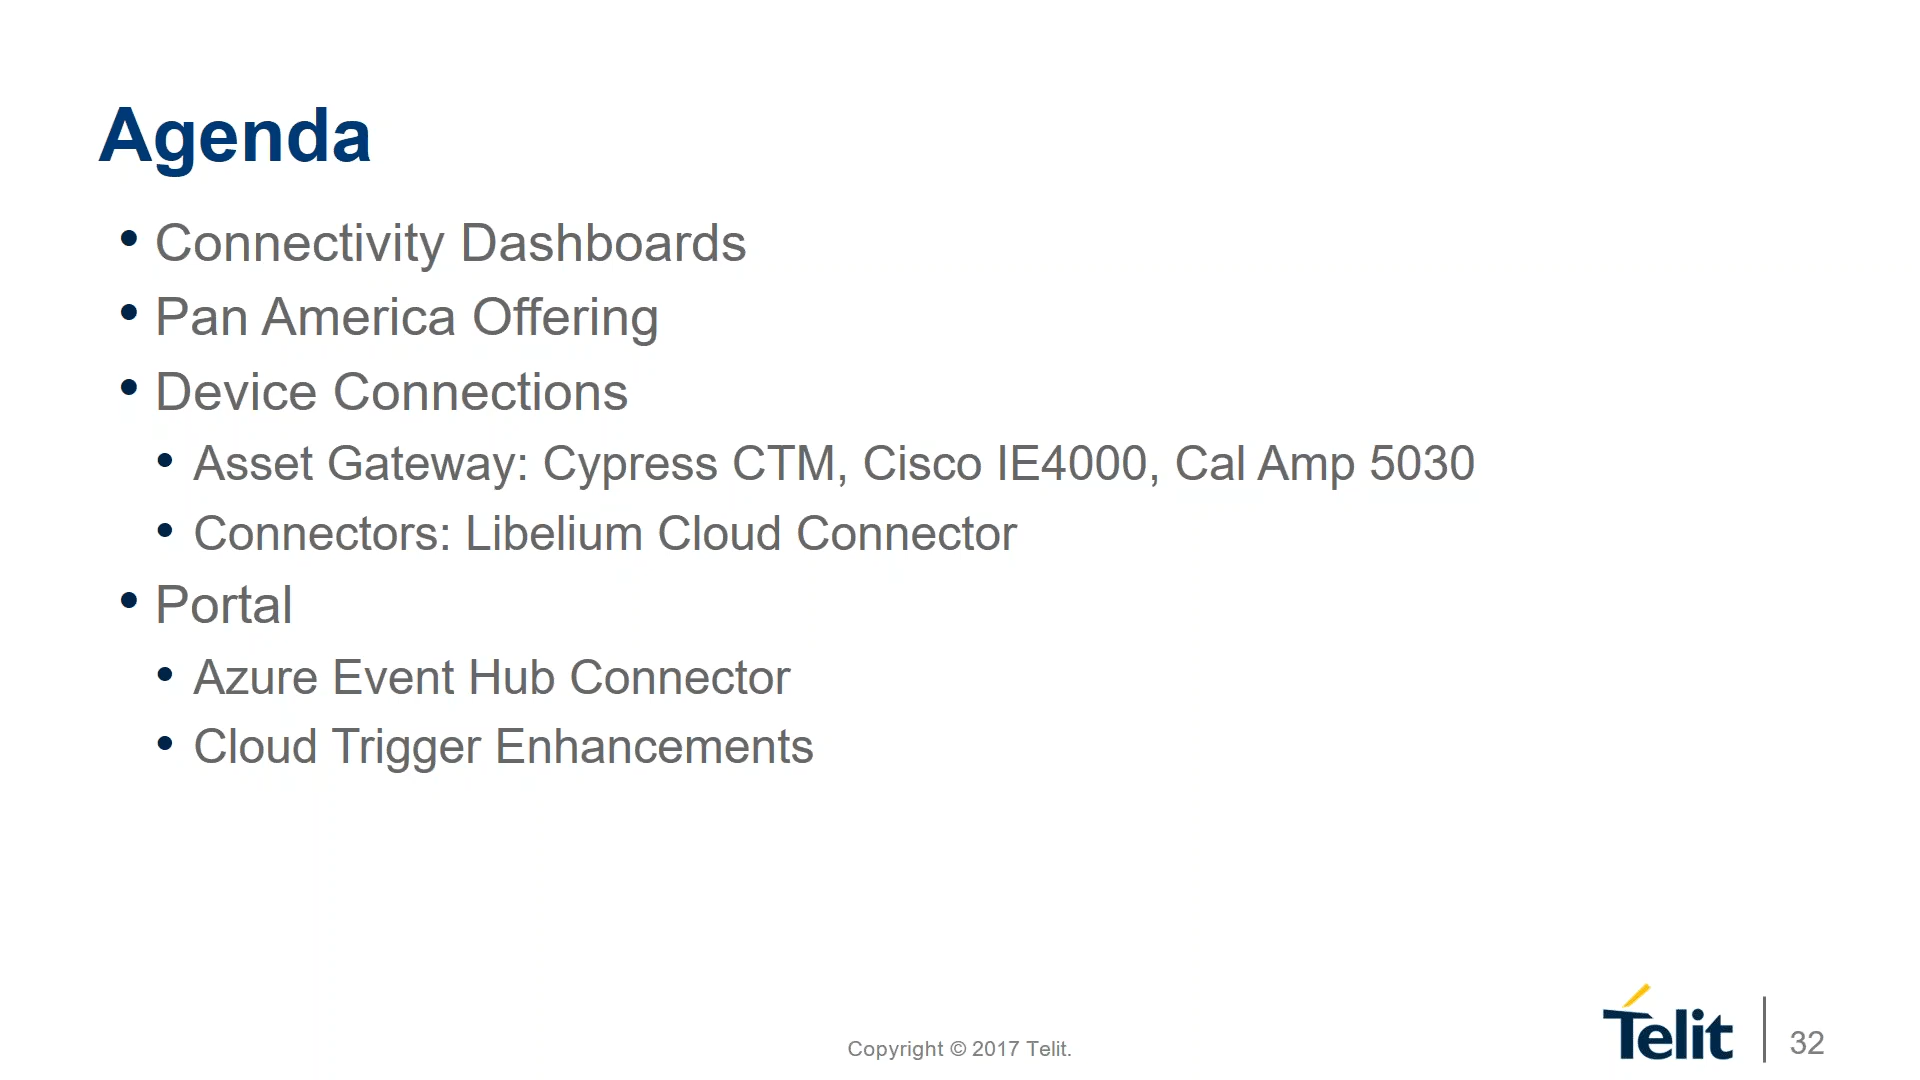 Agenda
• Connectivity Dashboards
• Pan America Offering
• Device Connections
• Asset Gateway: Cypress CTM, Cisco IE4000, Cal Amp 5030
• Connectors: Libelium Cloud Connector
• Portal
• Azure Event Hub Connector
• Cloud Trigger Enhancements
Copyright © 2017 Telit.
Telit
32